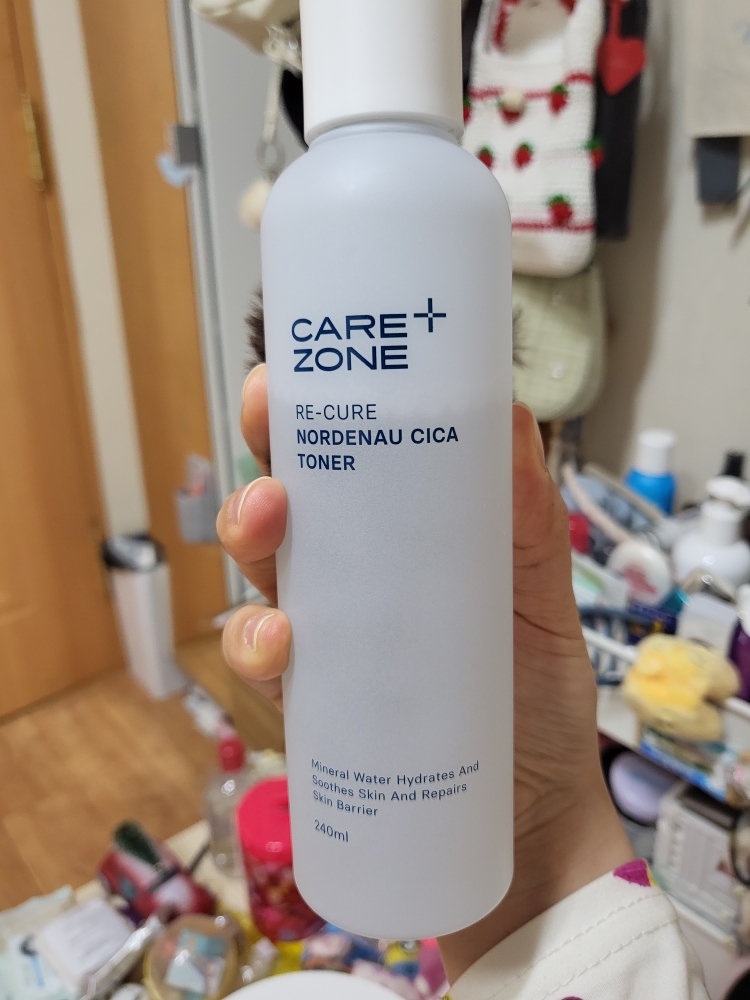 CARE+
ZONE
RE-CURE
NORDENAU CICA
TONER
Mineral Water Hydrates And
Soothes Skin And Repairs
Skin Barrier
240ml